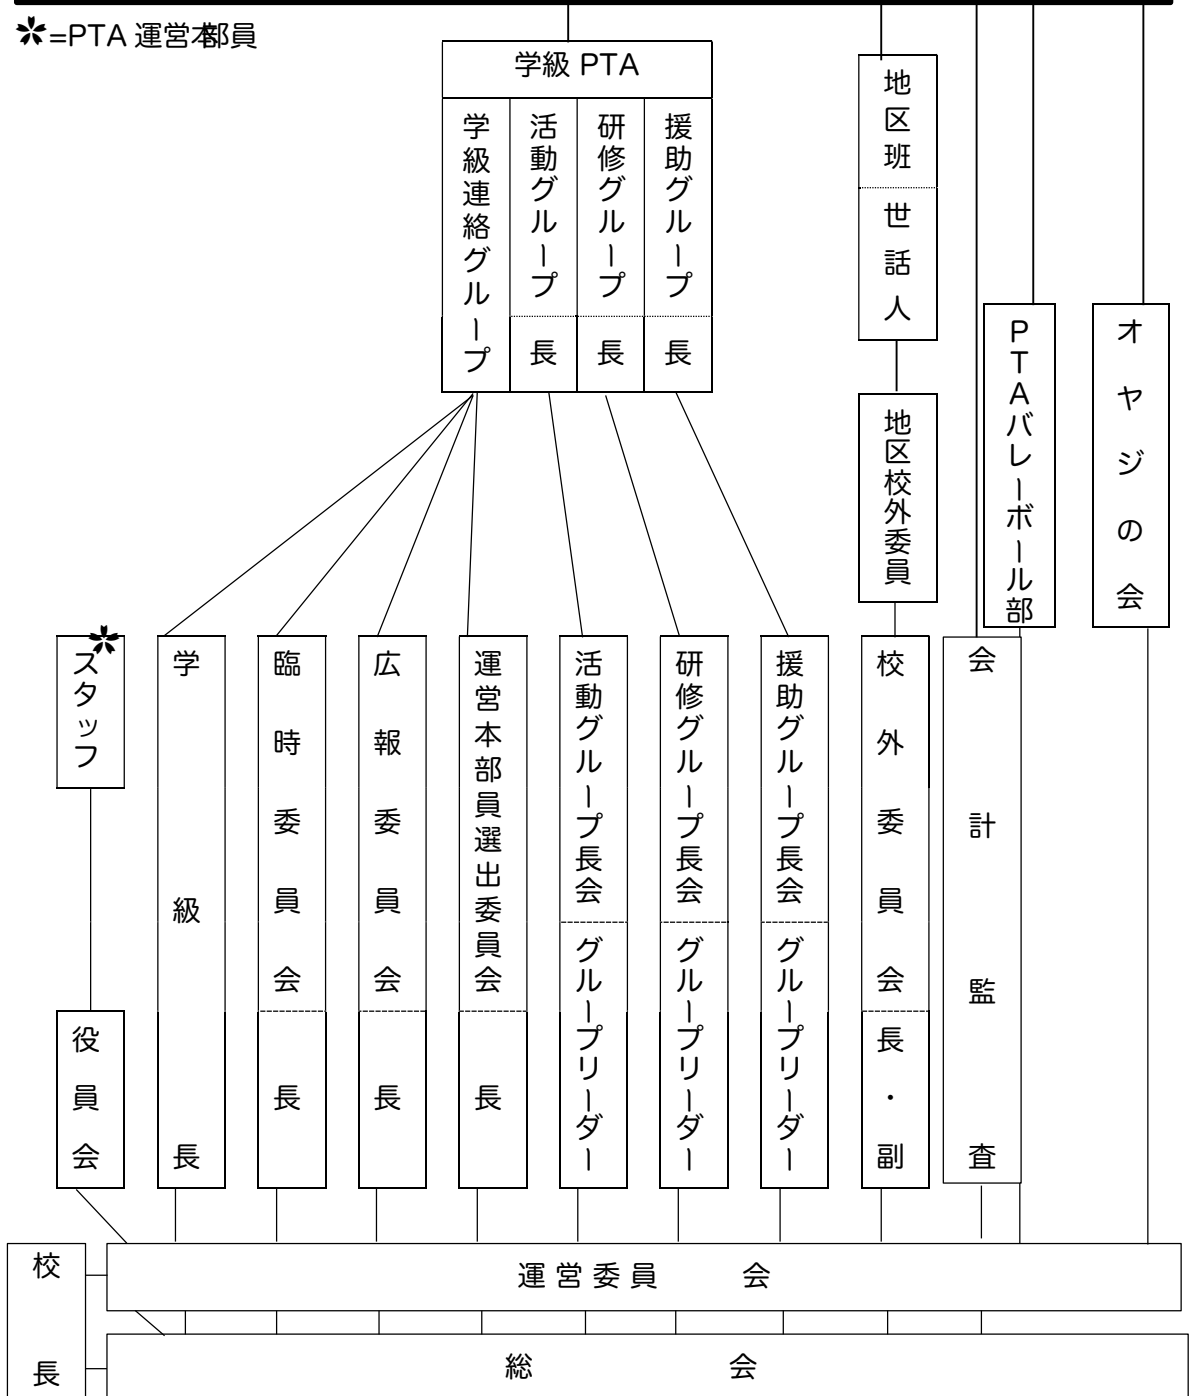 ✽=PTA 運営本部員
学級 PTA
学級連絡グループ
活動グループ
長
研修グループ
長
援助グループ
長
地区班
世話人
地区校外委員
PTAバレーボール部
オヤジの会
✽
スタッフ
役員会
学級長
臨時委員会
長
広報委員会
長
運営本部員選出委員会
長
活動グループ長会
グループリーダー
研修グループ長会
グループリーダー
援助グループ長会
グループリーダー
校外委員会
長・副
会計監査
校長
運営委員 会
総 会